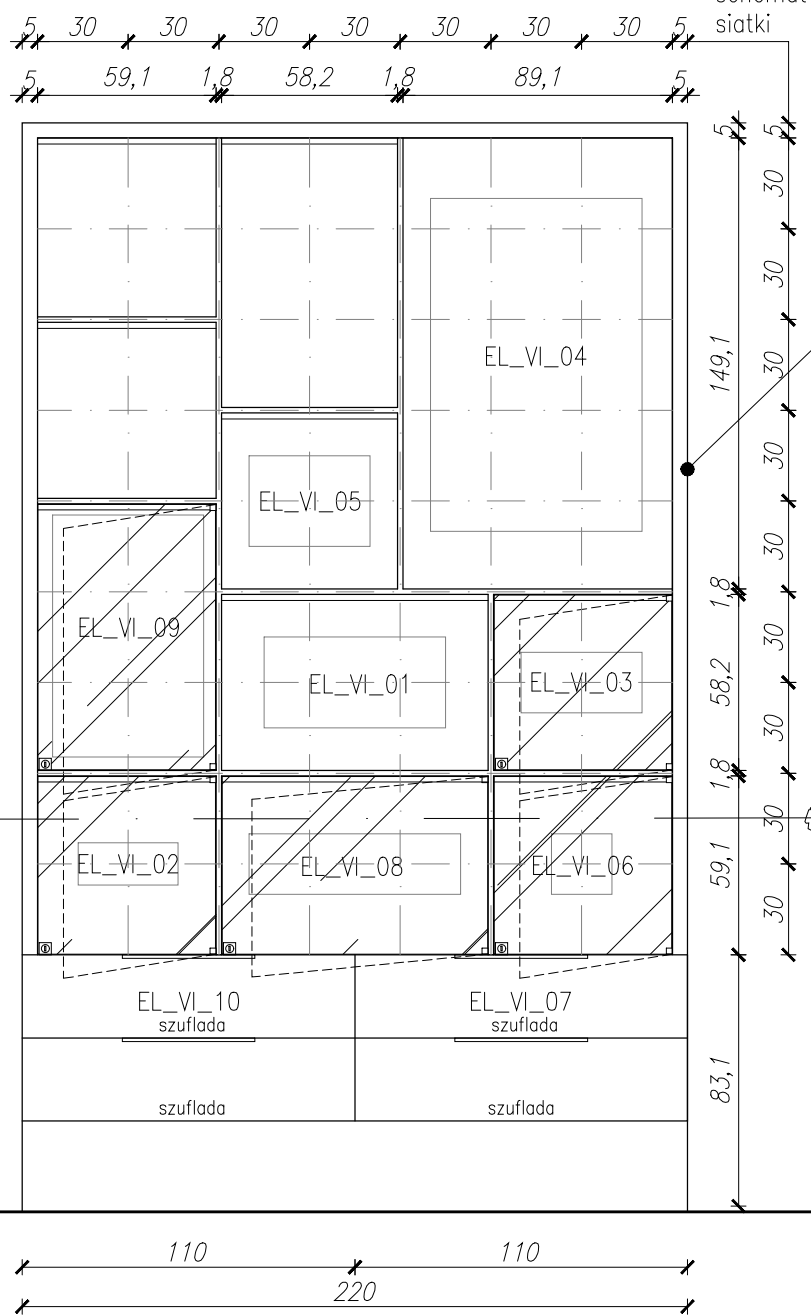 siatki
5 30 30 30 30 30 30 30 5
5 59,1 1,8 58,2 1,8 89,1 5
5 5
30
30
149,1
30
EL_VI_04
30
EL_VI_05
30
1,8
EL_VI_09
30
EL_VI_01
EL_VI_03
58,2
30
1,8
30
EL_VI_02
EL_VI_08
EL_VI_06
59,1
30
EL_VI_10
szuflada
EL_VI_07
szuflada
83,1
szuflada
szuflada
110 110
220